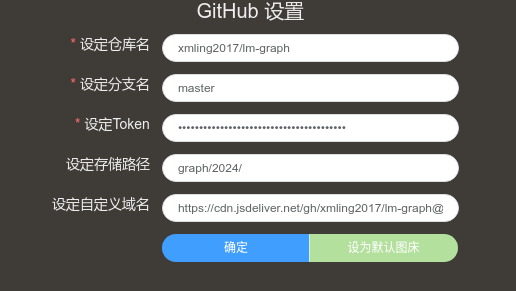 GitHub 设置
* 设定仓库名 xmling2017/lm-graph
* 设定分支名 master
* 设定Token ••••••••••••••••••••••••••••••••••••••••
设定存储路径 graph/2024/
设定自定义域名 https://cdn.jsdeliver.net/gh/xmling2017/lm-graph@
确定 设为默认图床